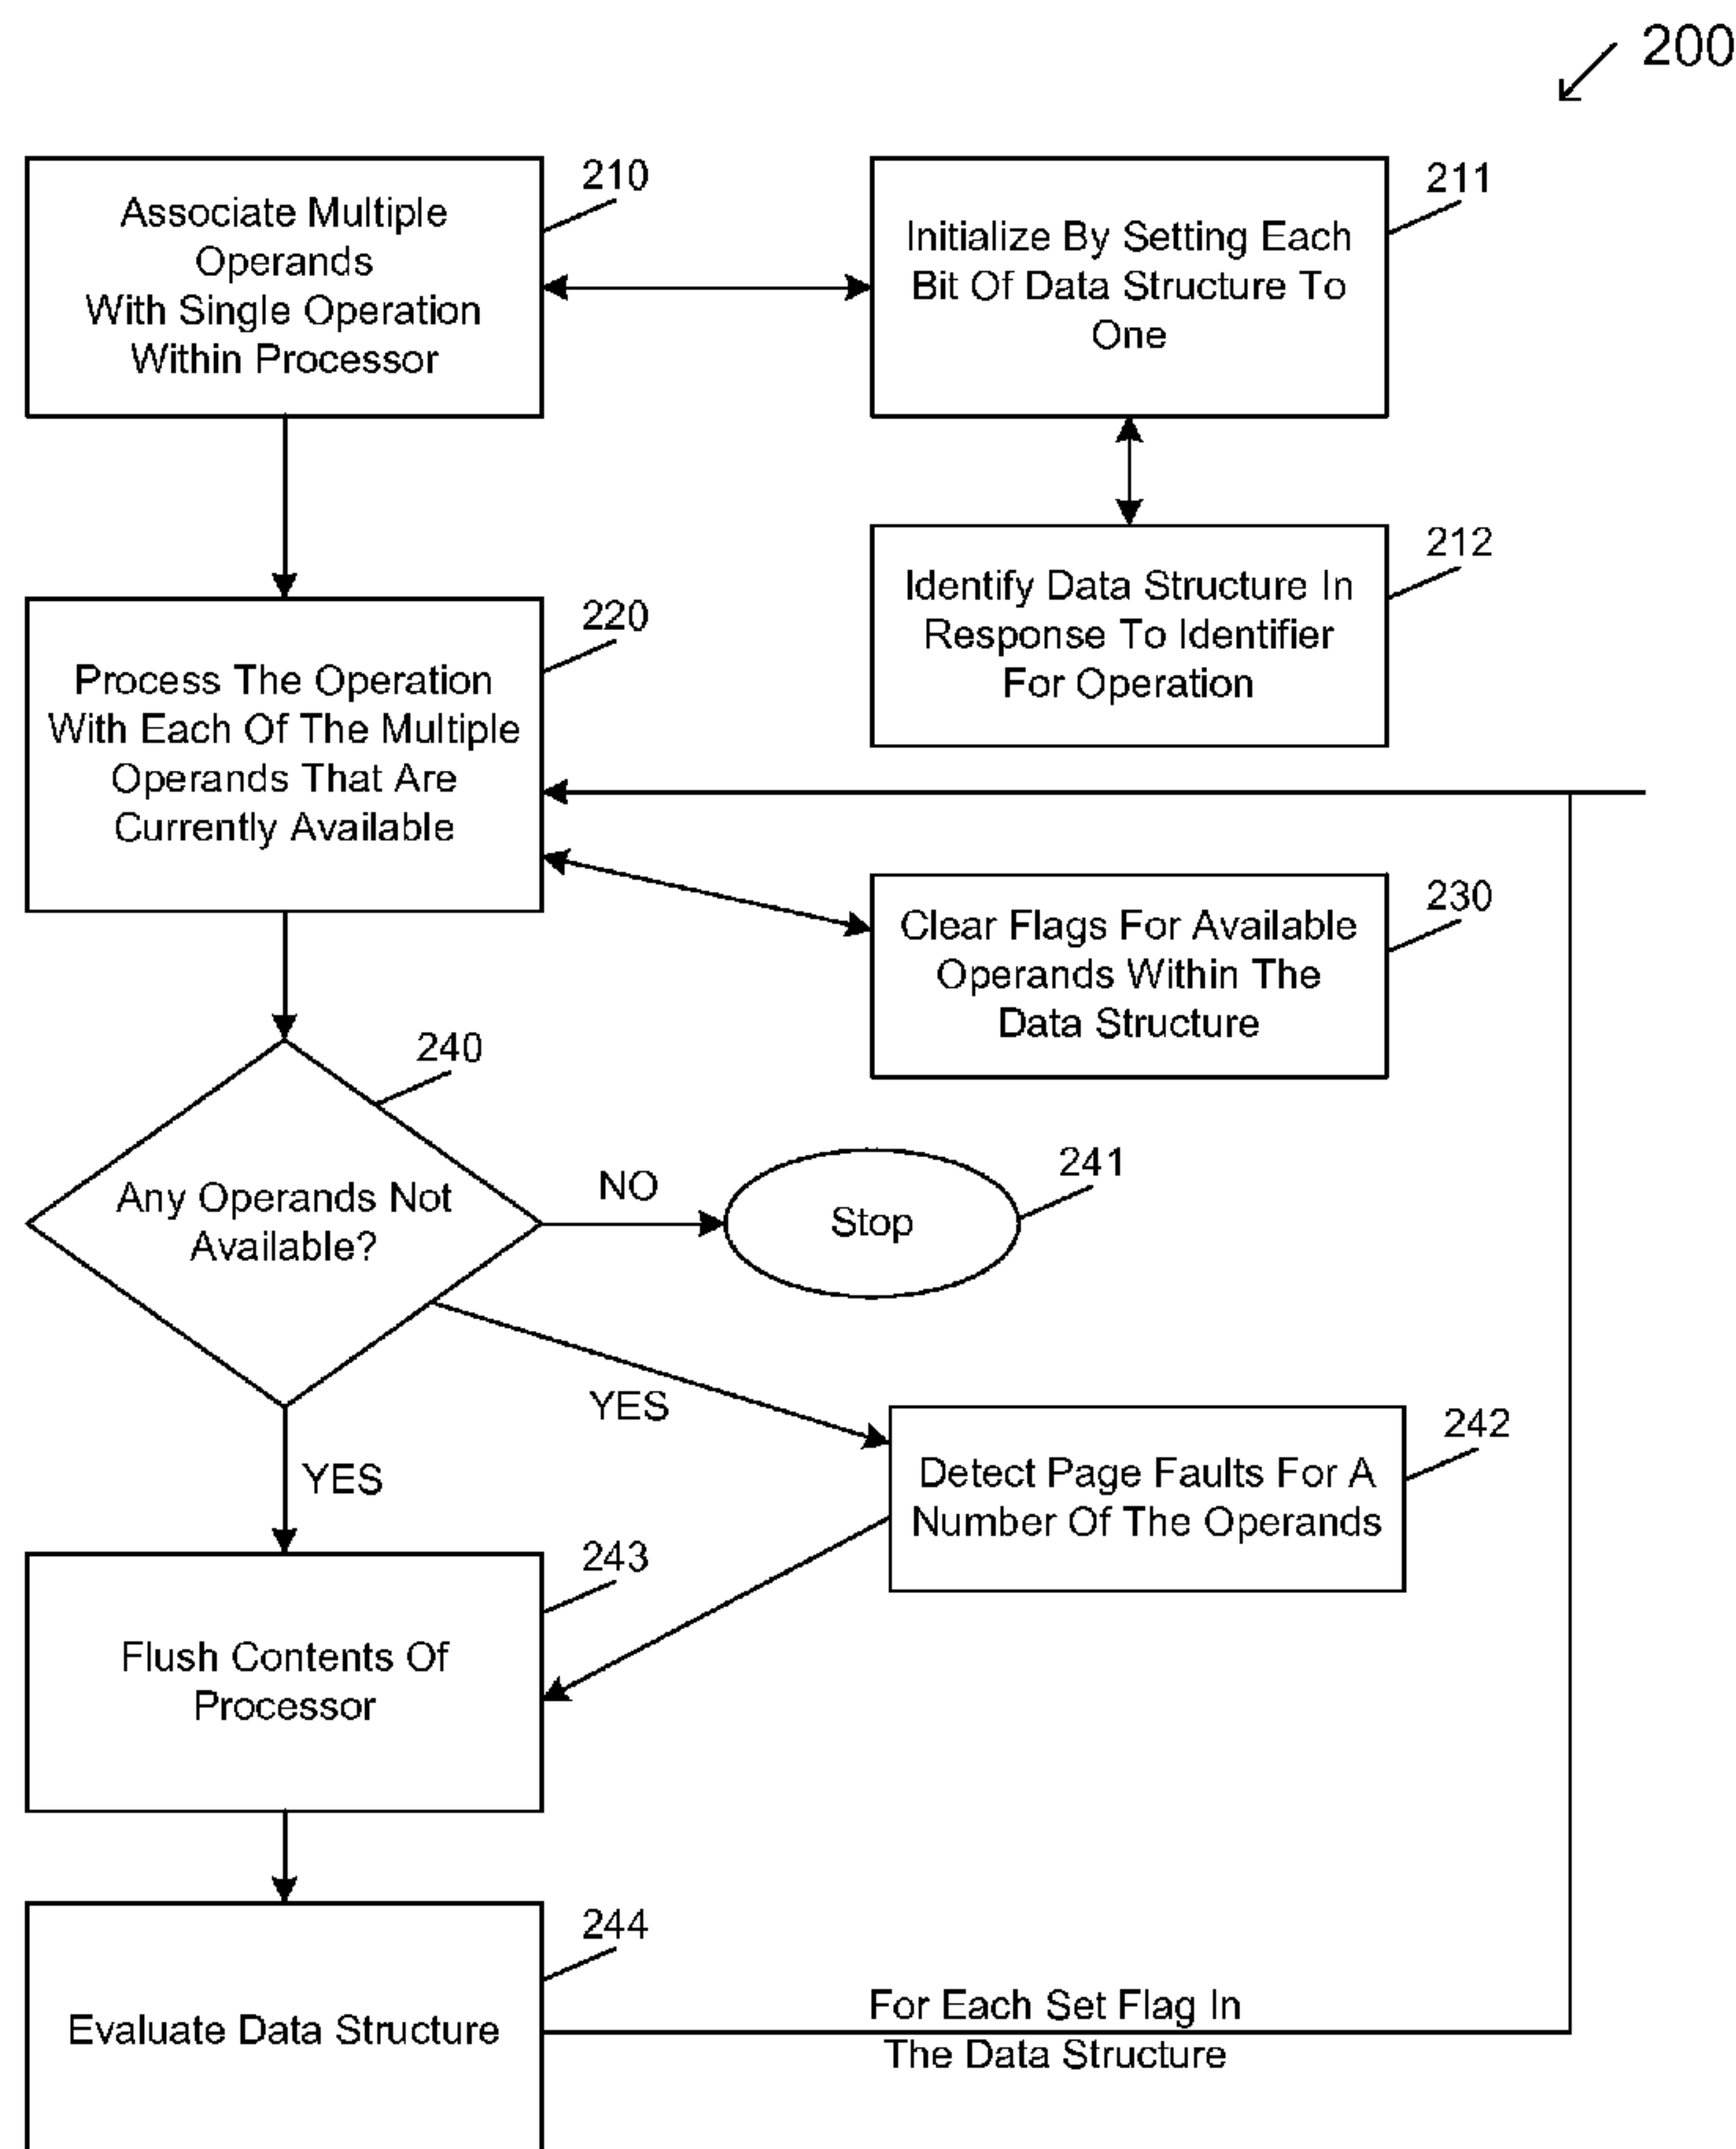 200
210
Associate Multiple
Operands
With Single Operation
Within Processor
211
Initialize By Setting Each
Bit Of Data Structure To
One
212
Identify Data Structure In
Response To Identifier
For Operation
220
Process The Operation
With Each Of The Multiple
Operands That Are
Currently Available
230
Clear Flags For Available
Operands Within The
Data Structure
240
Any Operands Not
Available?
NO
241
Stop
YES
242
Detect Page Faults For A
Number Of The Operands
YES
243
Flush Contents Of
Processor
244
Evaluate Data Structure
For Each Set Flag In
The Data Structure